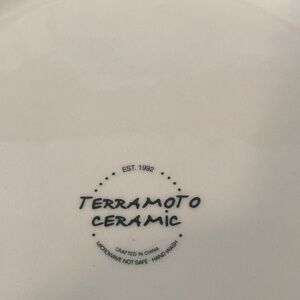 EST. 1992
TERRAMOTO
CERAMIC
CRAFTED IN CHINA
MICROWAVE NOT SAFE - HAND WASH